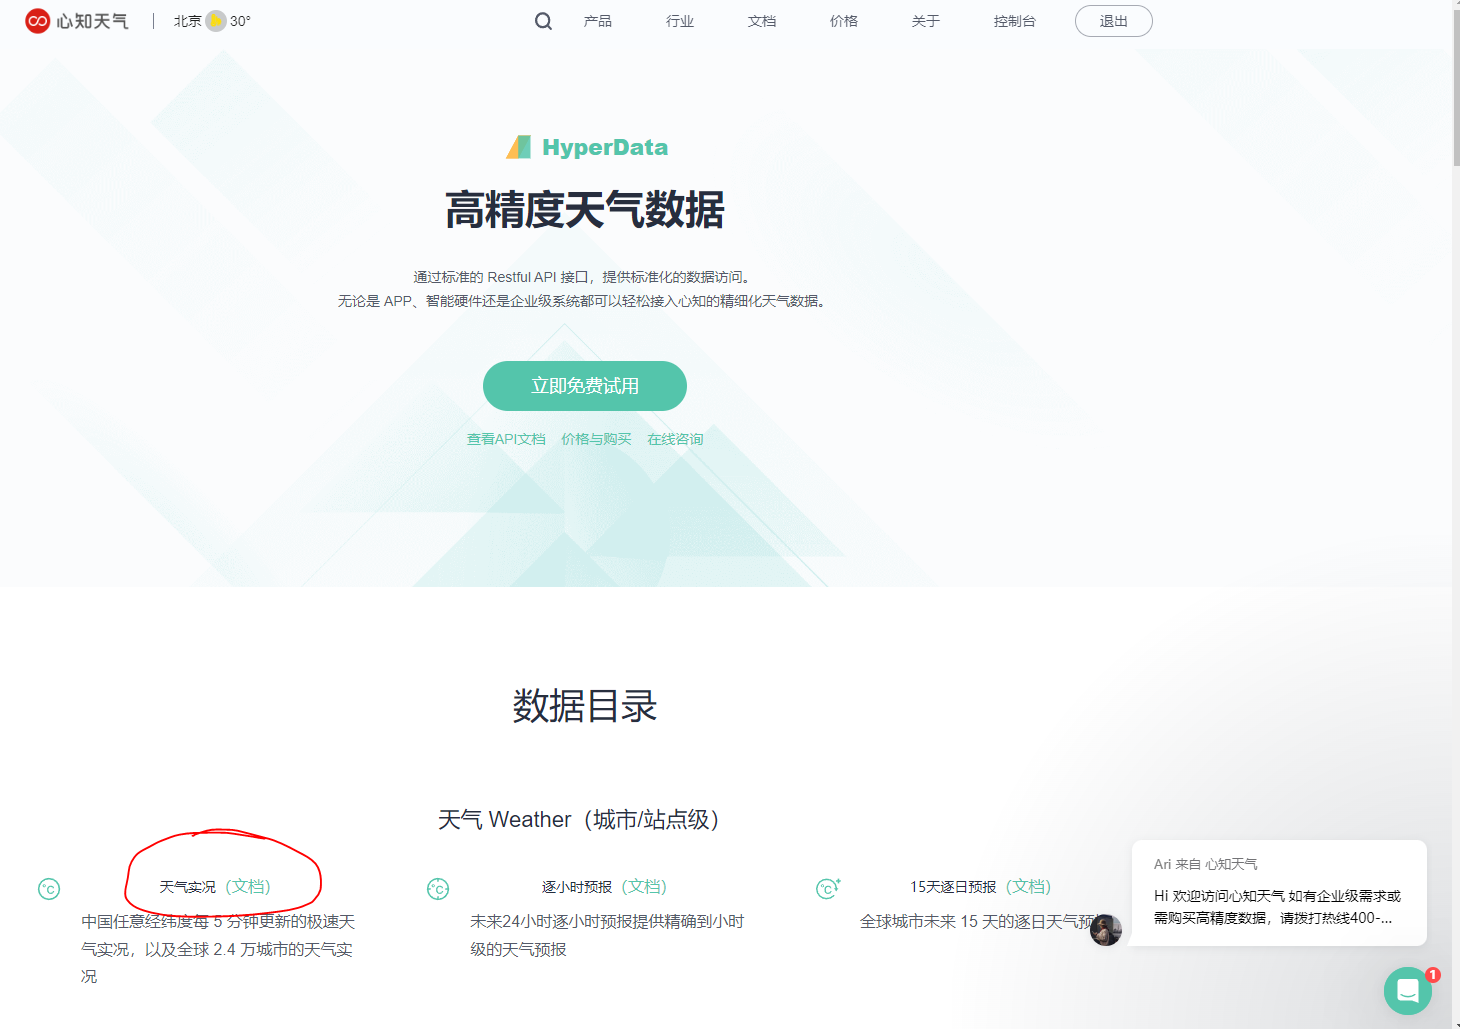 心知天气 北京 30° 产品 行业 文档 价格 关于 控制台 退出
HyperData
高精度天气数据
通过标准的 Restful API 接口，提供标准化的数据访问。
无论是 APP、智能硬件还是企业级系统都可以轻松接入心知的精细化天气数据。
立即免费试用
查看API文档 价格与购买 在线咨询
数据目录
天气 Weather（城市/站点级）
°C 天气实况（文档）
中国任意经纬度每 5 分钟更新的极速天
气实况，以及全球 2.4 万城市的天气实
况
°C 逐小时预报（文档）
未来24小时逐小时预报提供精确到小时
级的天气预报
°C 15天逐日预报（文档）
全球城市未来 15 天的逐日天气预
Ari 来自 心知天气
Hi 欢迎访问心知天气 如有企业级需求或
需购买高精度数据，请拨打热线400-...
1